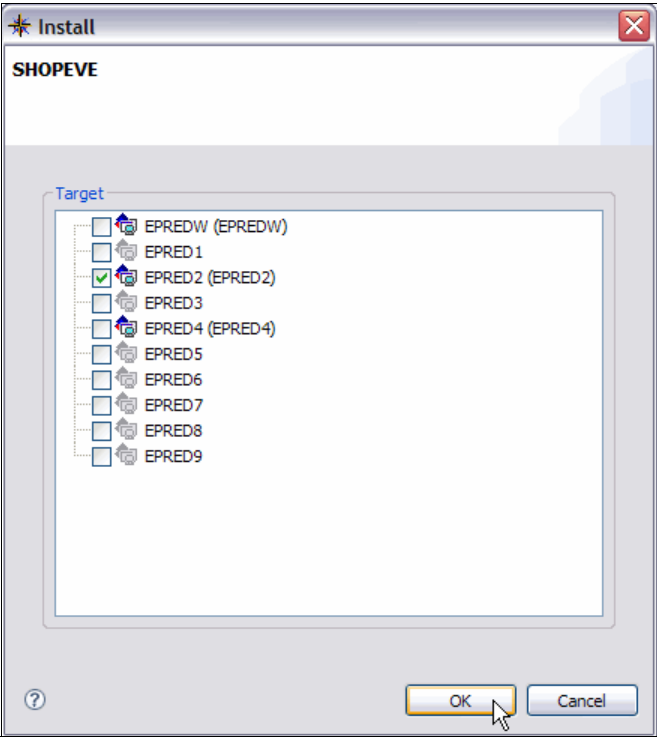 Install
SHOPEVE
Target
EPREDW (EPREDW)
EPRED1
EPRED2 (EPRED2)
EPRED3
EPRED4 (EPRED4)
EPRED5
EPRED6
EPRED7
EPRED8
EPRED9
?
OK
Cancel